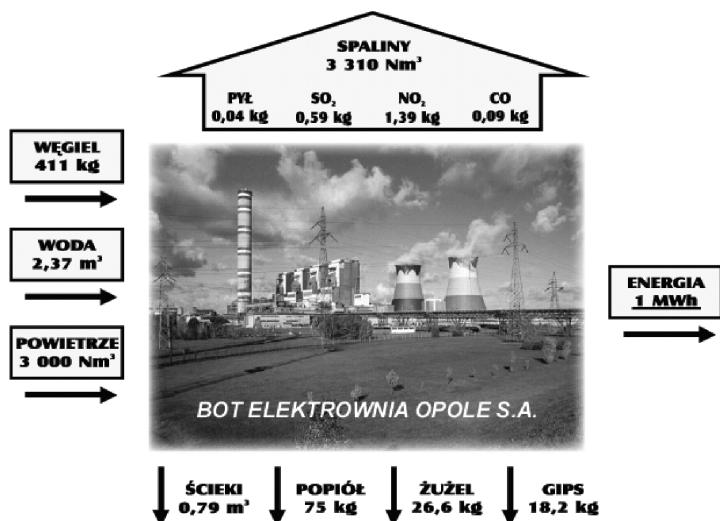 SPALINY
3 310 Nm³
PYŁ SO₂ NO₂ CO
0,04 kg 0,59 kg 1,39 kg 0,09 kg
WĘGIEL
411 kg
WODA
2,37 m³
POWIETRZE
3 000 Nm³
ENERGIA
1 MWh
BOT ELEKTROWNIA OPOLE S.A.
ŚCIEKI POPIÓŁ ŻUŻEL GIPS
0,79 m³ 75 kg 26,6 kg 18,2 kg